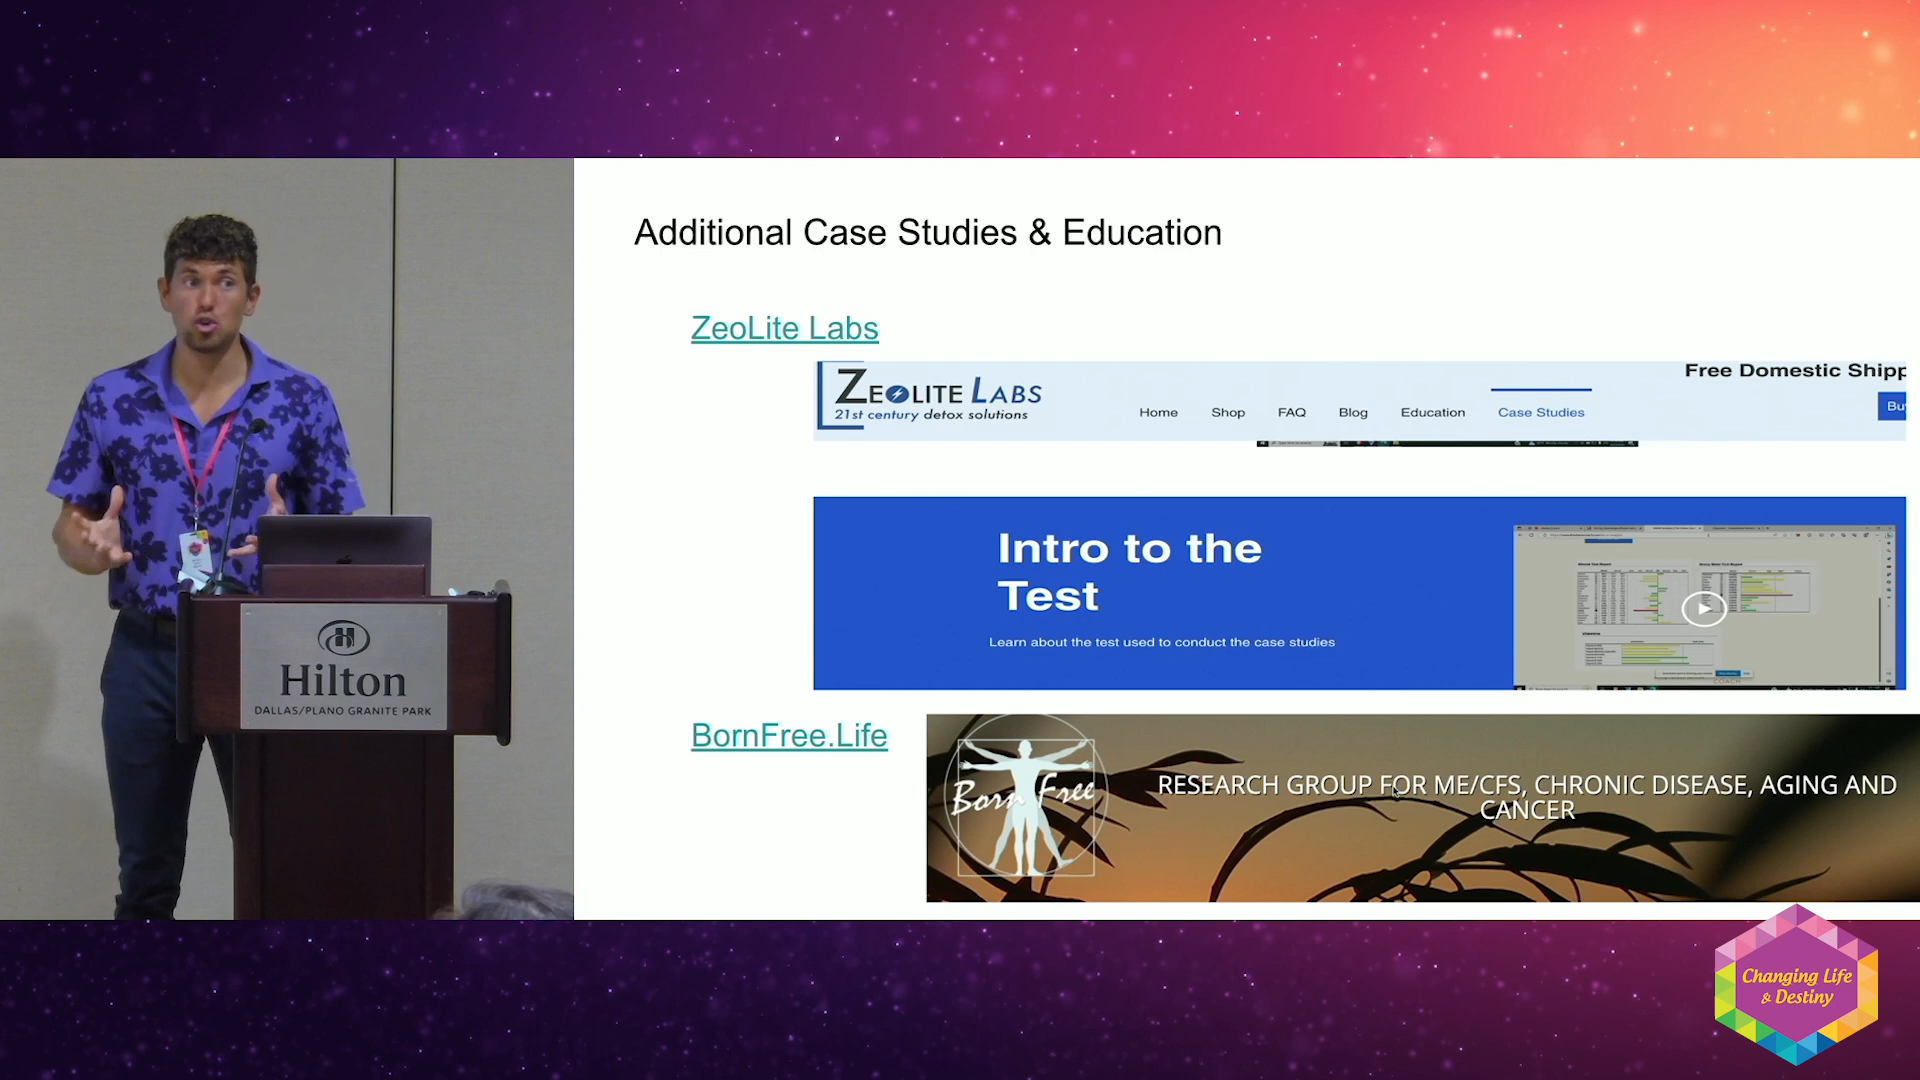 Additional Case Studies & Education
ZeoLite Labs
ZEOLITE LABS
21st century detox solutions
Home Shop FAQ Blog Education Case Studies
Free Domestic Shipp
Bu
Intro to the
Test
Learn about the test used to conduct the case studies
BornFree.Life
Born Free
RESEARCH GROUP FOR ME/CFS, CHRONIC DISEASE, AGING AND
CANCER
Hilton
DALLAS/PLANO GRANITE PARK
Changing Life
& Destiny